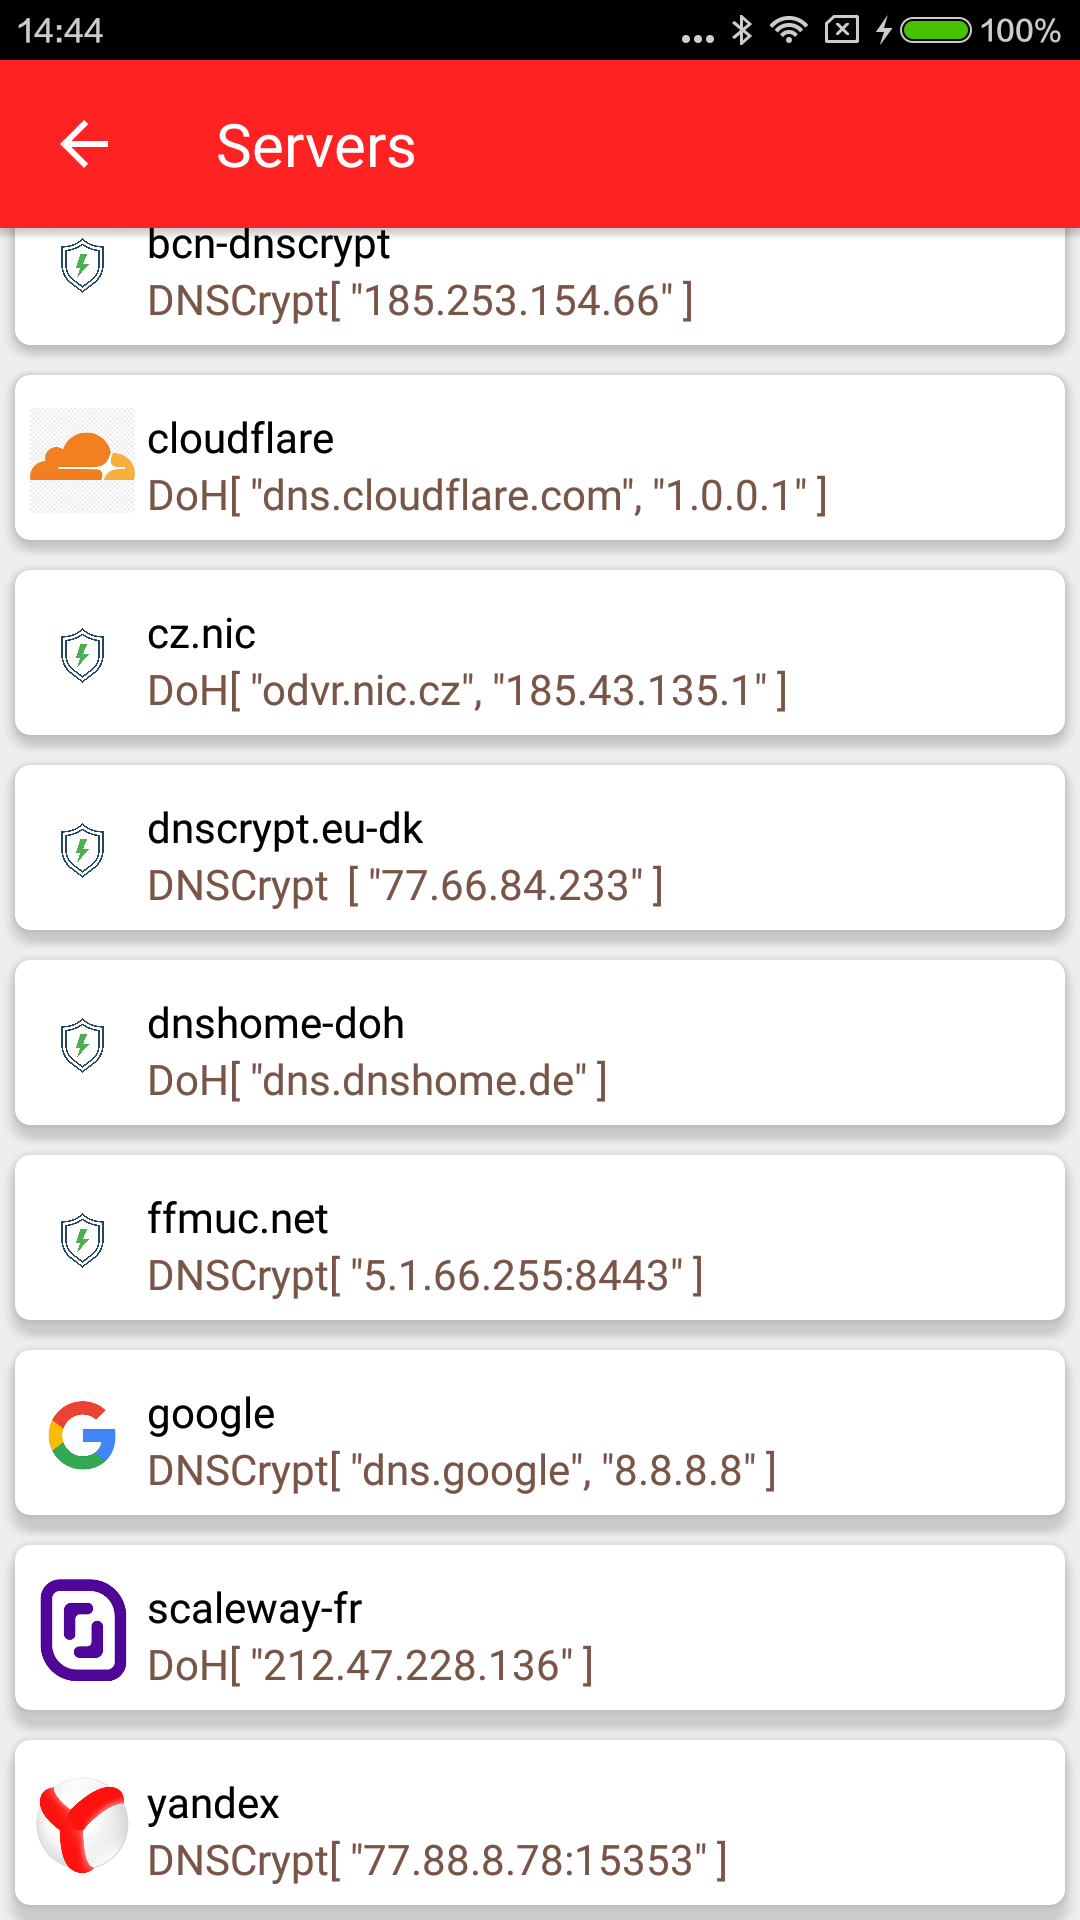 14:44
100%
Servers
bcn-dnscrypt
DNSCrypt[ "185.253.154.66" ]
cloudflare
DoH[ "dns.cloudflare.com", "1.0.0.1" ]
cz.nic
DoH[ "odvr.nic.cz", "185.43.135.1" ]
dnscrypt.eu-dk
DNSCrypt  [ "77.66.84.233" ]
dnshome-doh
DoH[ "dns.dnshome.de" ]
ffmuc.net
DNSCrypt[ "5.1.66.255:8443" ]
google
DNSCrypt[ "dns.google", "8.8.8.8" ]
scaleway-fr
DoH[ "212.47.228.136" ]
yandex
DNSCrypt[ "77.88.8.78:15353" ]